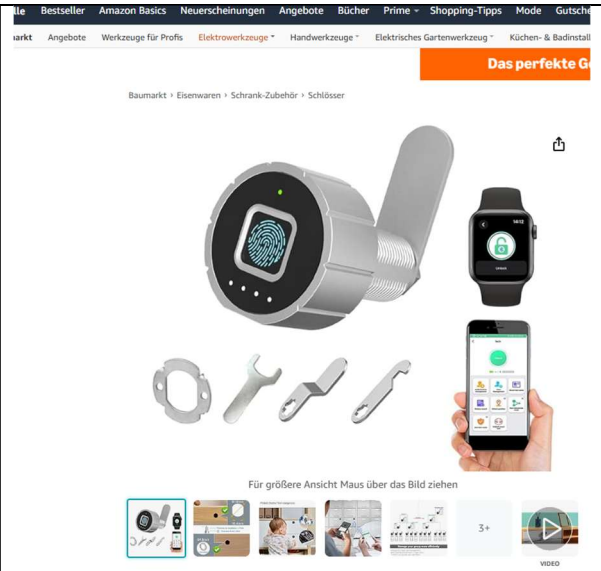 lle Bestseller Amazon Basics Neuerscheinungen Angebote Bücher Prime Shopping-Tipps Mode Gutsche
arkt Angebote Werkzeuge für Profis Elektrowerkzeuge Handwerkzeuge Elektrisches Gartenwerkzeug Küchen- & Badinstall
Das perfekte Ge
Baumarkt › Eisenwaren › Schrank-Zubehör › Schlösser
14:12
Für größere Ansicht Maus über das Bild ziehen
3+
VIDEO